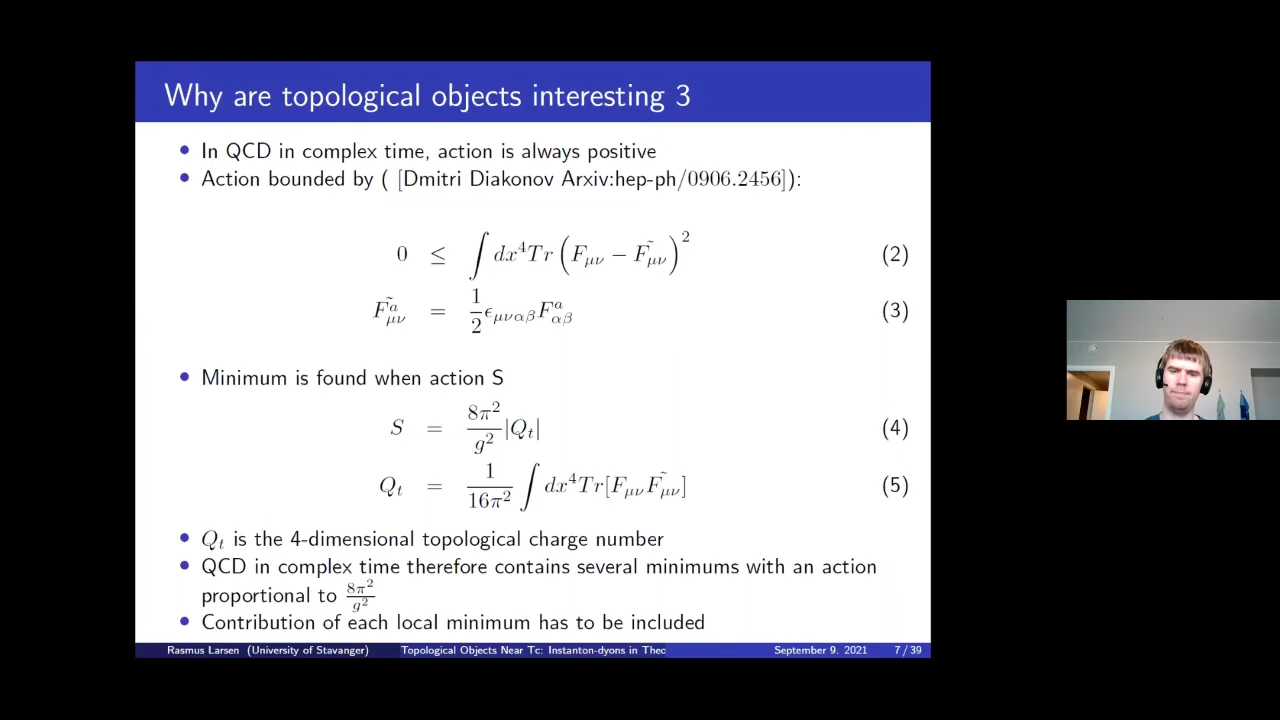 Why are topological objects interesting 3
• In QCD in complex time, action is always positive
• Action bounded by ( [Dmitri Diakonov Arxiv:hep-ph/0906.2456]):
0 ≤ ∫ dx⁴Tr (F_μν − F̃_μν)² (2)
F̃^a_μν = 1/2 ϵ_μναβ F^a_αβ (3)
• Minimum is found when action S
S = 8π²/g² |Q_t| (4)
Q_t = 1/16π² ∫ dx⁴Tr[F_μν F̃_μν] (5)
• Q_t is the 4-dimensional topological charge number
• QCD in complex time therefore contains several minimums with an action
proportional to 8π²/g²
• Contribution of each local minimum has to be included
Rasmus Larsen (University of Stavanger) Topological Objects Near Tc: Instanton-dyons in Theo September 9, 2021 7 / 39